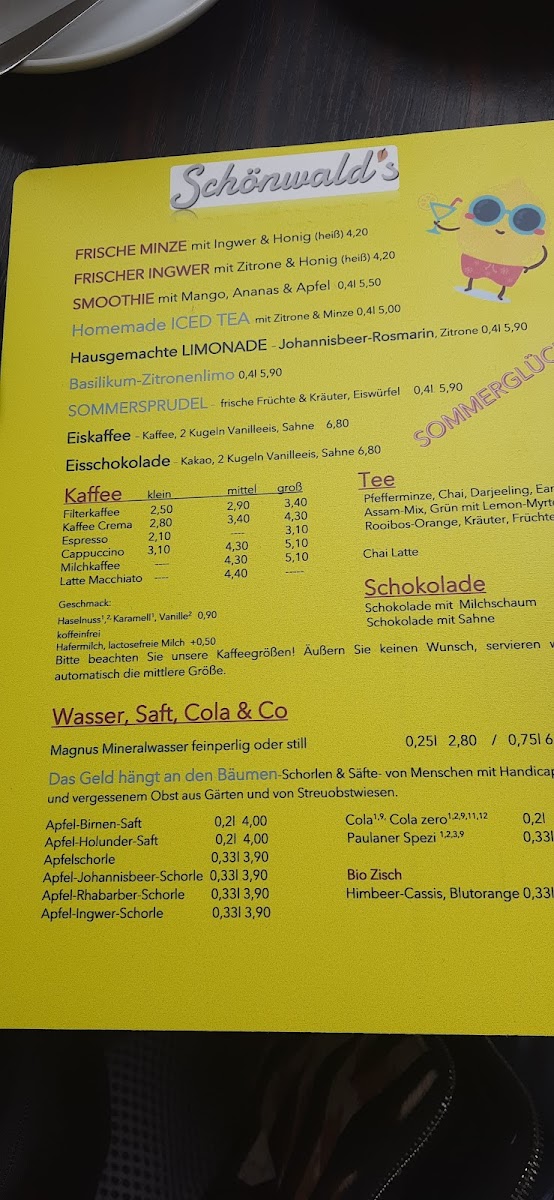 Schönwald's
FRISCHE MINZE mit Ingwer & Honig (heiß) 4,20
FRISCHER INGWER mit Zitrone & Honig (heiß) 4,20
SMOOTHIE mit Mango, Ananas & Apfel 0,4l 5,50
Homemade ICED TEA mit Zitrone & Minze 0,4l 5,00
Hausgemachte LIMONADE - Johannisbeer-Rosmarin, Zitrone 0,4l 5,90
Basilikum-Zitronenlimo 0,4l 5,90
SOMMERSPRUDEL - frische Früchte & Kräuter, Eiswürfel 0,4l 5,90
SOMMERGLÜC
Eiskaffee - Kaffee, 2 Kugeln Vanilleeis, Sahne 6,80
Eisschokolade - Kakao, 2 Kugeln Vanilleeis, Sahne 6,80
Kaffee klein mittel groß
Filterkaffee 2,50 2,90 3,40
Kaffee Crema 2,80 3,40 4,30
Espresso 2,10 ---- 3,10
Cappuccino 3,10 4,30 5,10
Milchkaffee ---- 4,30 5,10
Latte Macchiato ---- 4,40 -----
Geschmack:
Haselnuss¹,², Karamell¹, Vanille² 0,90
koffeinfrei
Hafermilch, lactosefreie Milch +0,50
Tee
Pfefferminze, Chai, Darjeeling, Ear
Assam-Mix, Grün mit Lemon-Myrt
Rooibos-Orange, Kräuter, Früchte
Chai Latte
Schokolade
Schokolade mit Milchschaum
Schokolade mit Sahne
Bitte beachten Sie unsere Kaffeegrößen! Äußern Sie keinen Wunsch, servieren w
automatisch die mittlere Größe.
Wasser, Saft, Cola & Co
Magnus Mineralwasser feinperlig oder still 0,25l 2,80 / 0,75l 6
Das Geld hängt an den Bäumen-Schorlen & Säfte- von Menschen mit Handicap
und vergessenem Obst aus Gärten und von Streuobstwiesen.
Apfel-Birnen-Saft 0,2l 4,00
Apfel-Holunder-Saft 0,2l 4,00
Apfelschorle 0,33l 3,90
Apfel-Johannisbeer-Schorle 0,33l 3,90
Apfel-Rhabarber-Schorle 0,33l 3,90
Apfel-Ingwer-Schorle 0,33l 3,90
Cola¹,⁹, Cola zero¹,²,⁹,¹¹,¹² 0,2l
Paulaner Spezi ¹,²,³,⁹ 0,33l
Bio Zisch
Himbeer-Cassis, Blutorange 0,33l